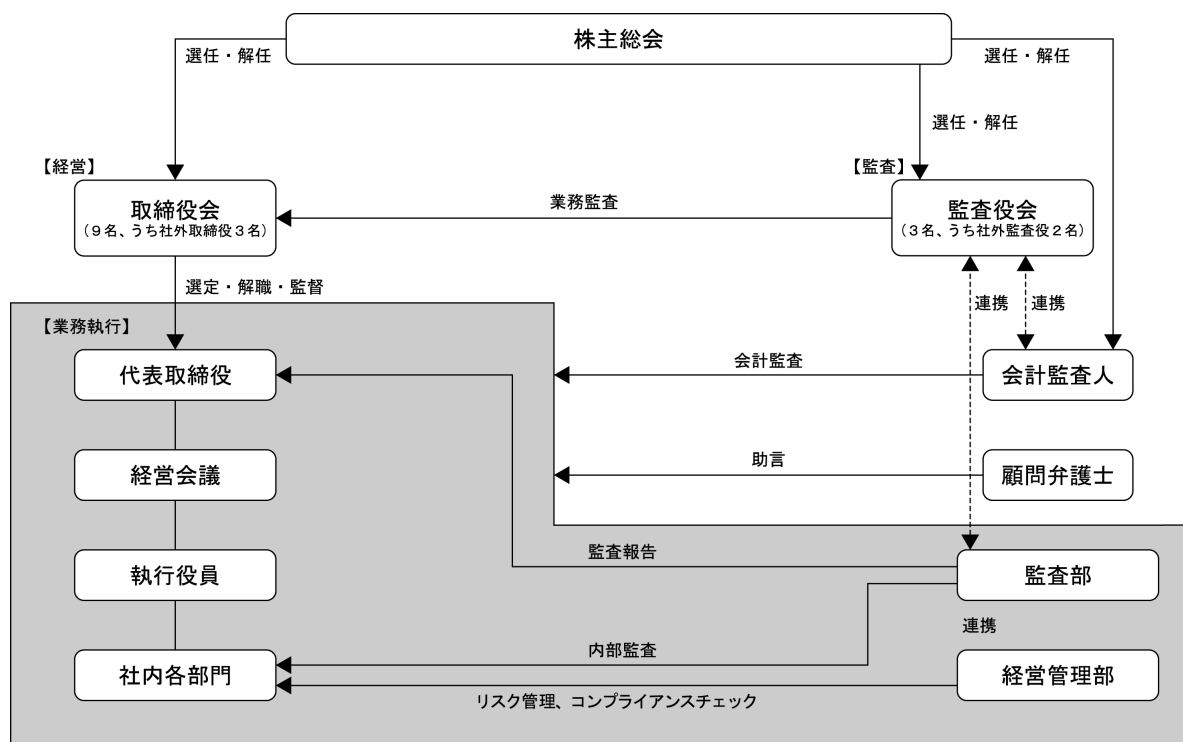 株主総会
選任・解任
選任・解任
選任・解任
【経営】
【監査】
取締役会
(9名、うち社外取締役3名)
業務監査
監査役会
(3名、うち社外監査役2名)
選定・解職・監督
連携
連携
【業務執行】
代表取締役
会計監査
会計監査人
経営会議
助言
顧問弁護士
監査報告
執行役員
監査部
連携
内部監査
社内各部門
経営管理部
リスク管理、コンプライアンスチェック